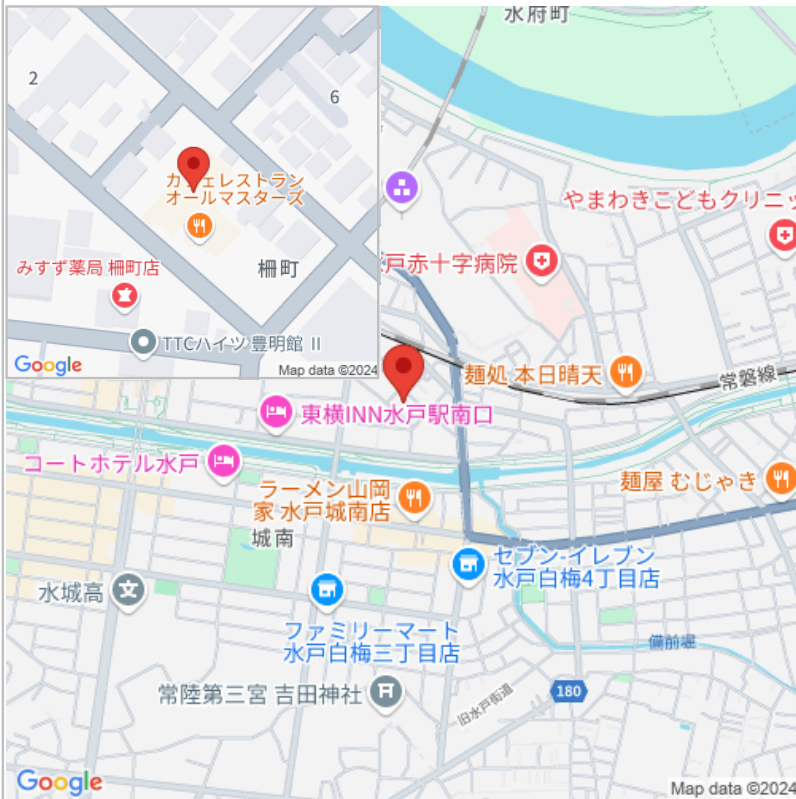 2
6
カフェレストラン
オールマスターズ
柵町
みすず薬局 柵町店
TTCハイツ 豊明館 II
Google
Map data ©2024
水府町
やまわきこどもクリニッ
戸赤十字病院
麺処 本日晴天
常磐線
東横INN水戸駅南口
コートホテル水戸
ラーメン山岡
家 水戸城南店
麺屋 むじゃき
城南
セブン-イレブン
水戸白梅4丁目店
水城高
ファミリーマート
水戸白梅三丁目店
備前堀
常陸第三宮 吉田神社
旧水戸街道
180
Google
Map data ©2024